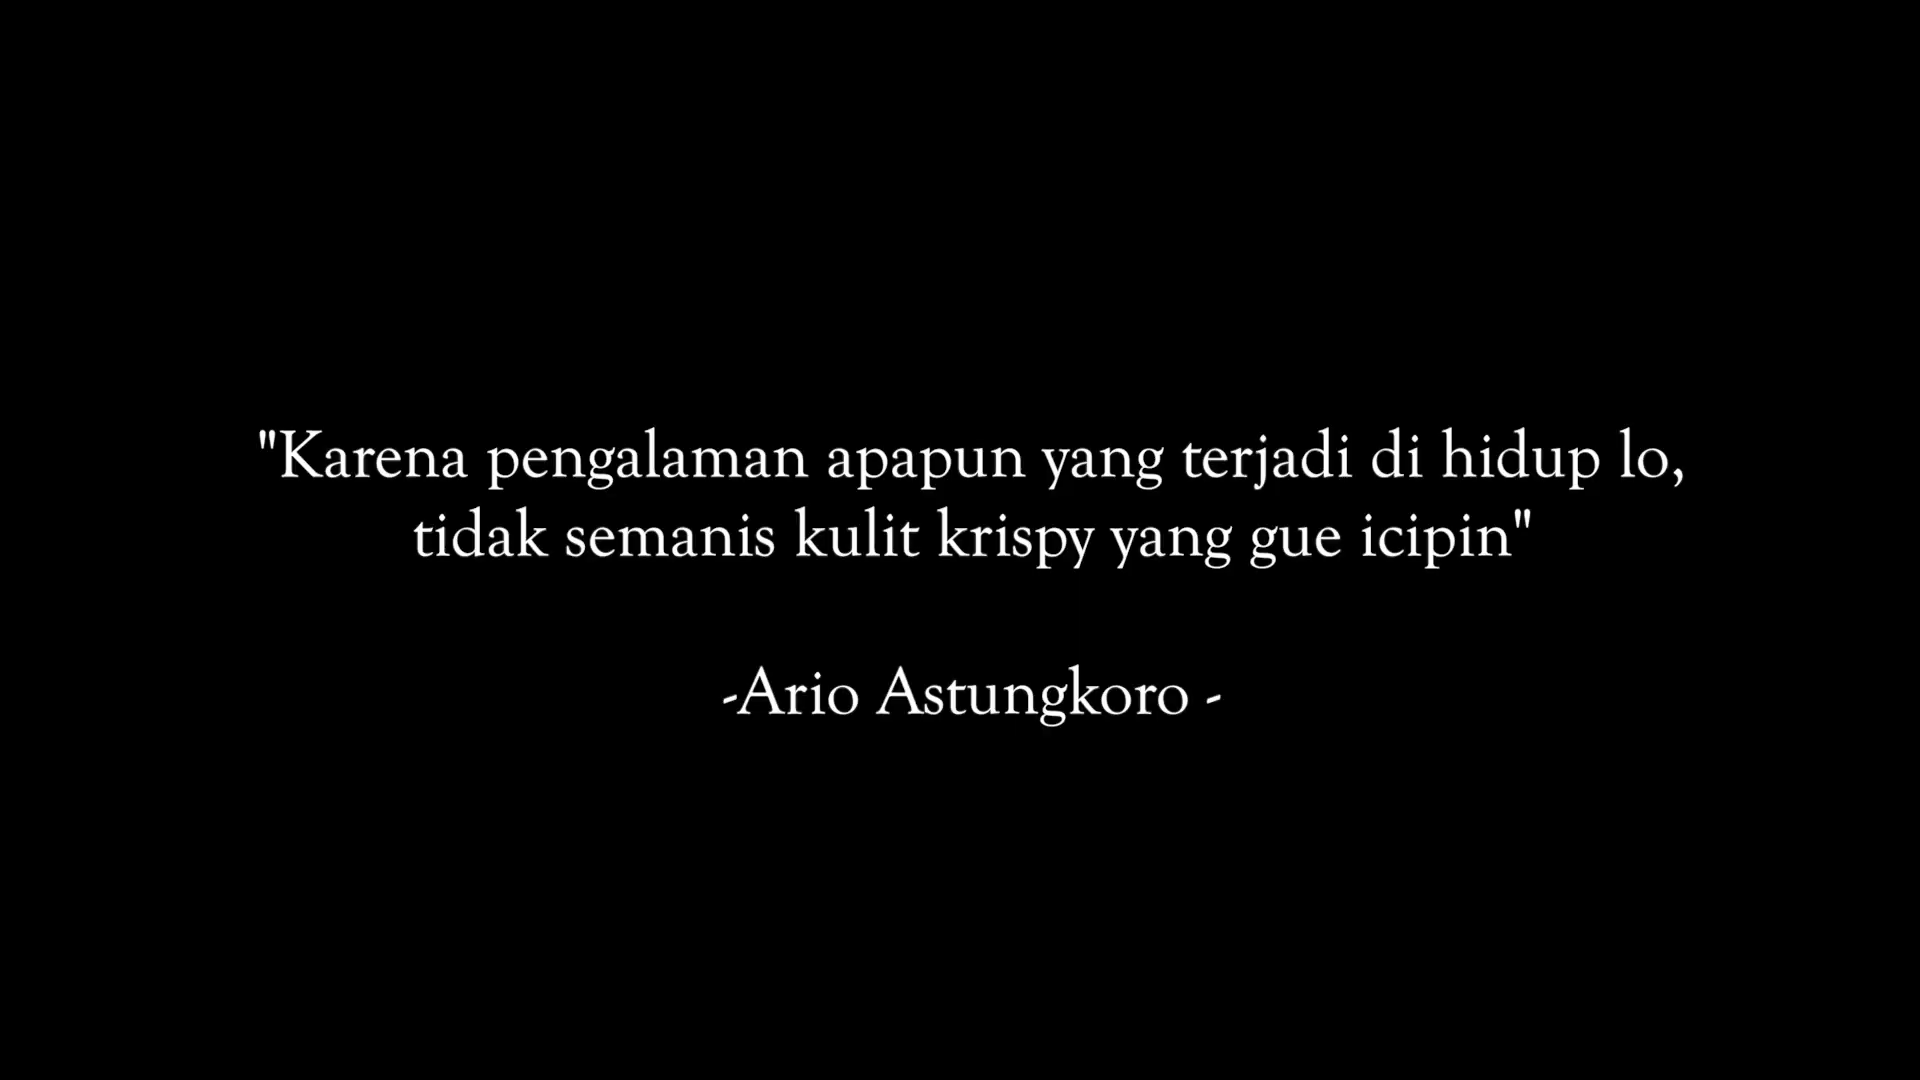 "Karena pengalaman apapun yang terjadi di hidup lo,
tidak semanis kulit krispy yang gue icipin"
-Ario Astungkoro -